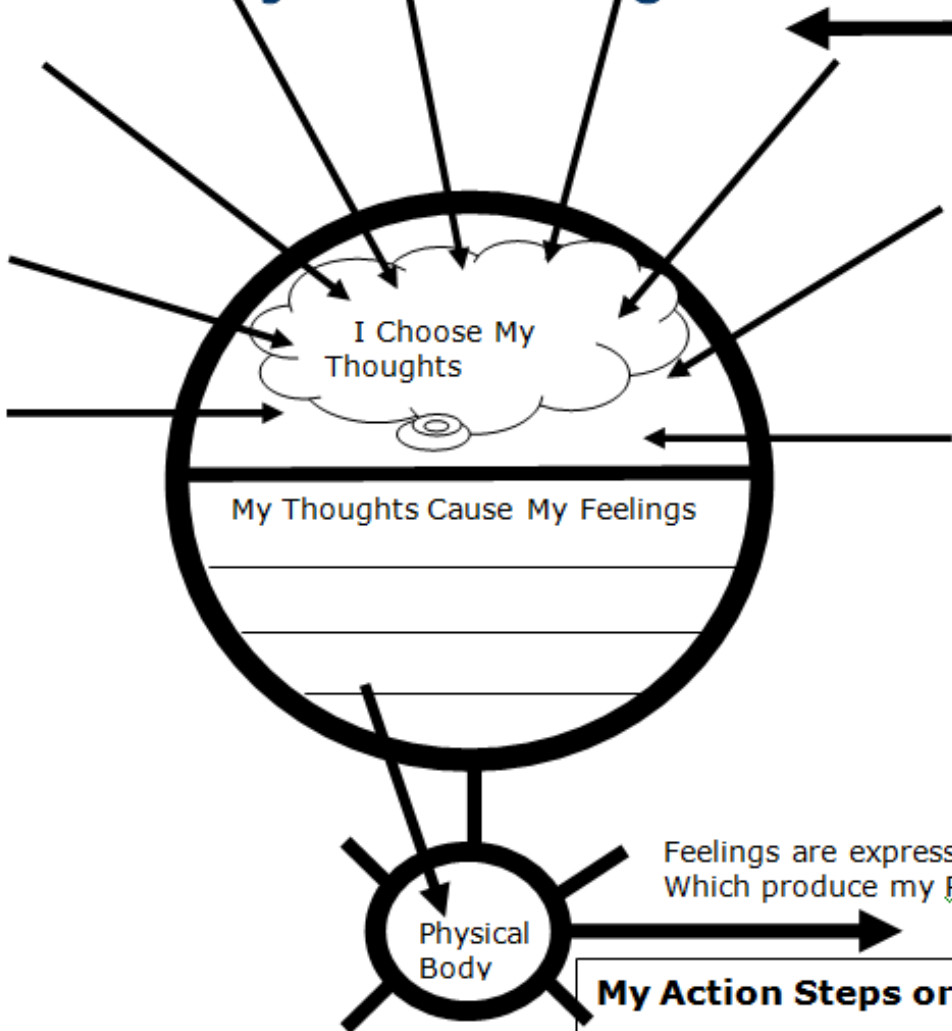 I Choose My
Thoughts
My Thoughts Cause My Feelings
Feelings are express
Which produce my
Physical
Body
My Action Steps or